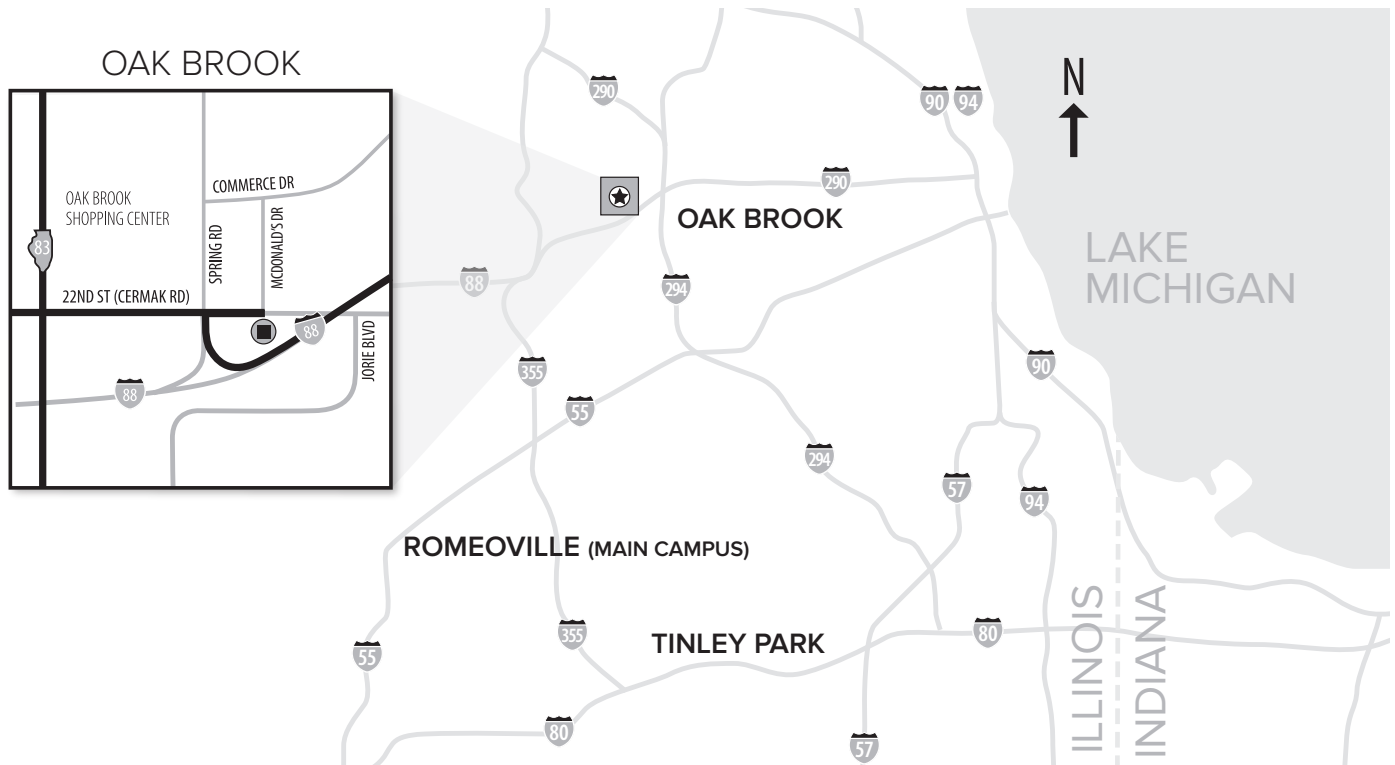 OAK BROOK
OAK BROOK
SHOPPING CENTER
COMMERCE DR
SPRING RD
MCDONALD'S DR
83
22ND ST (CERMAK RD)
88
JORIE BLVD
88
290
90
94
N
290
OAK BROOK
LAKE
MICHIGAN
88
294
355
90
55
294
57
94
ROMEOVILLE (MAIN CAMPUS)
355
TINLEY PARK
80
55
ILLINOIS
INDIANA
80
57